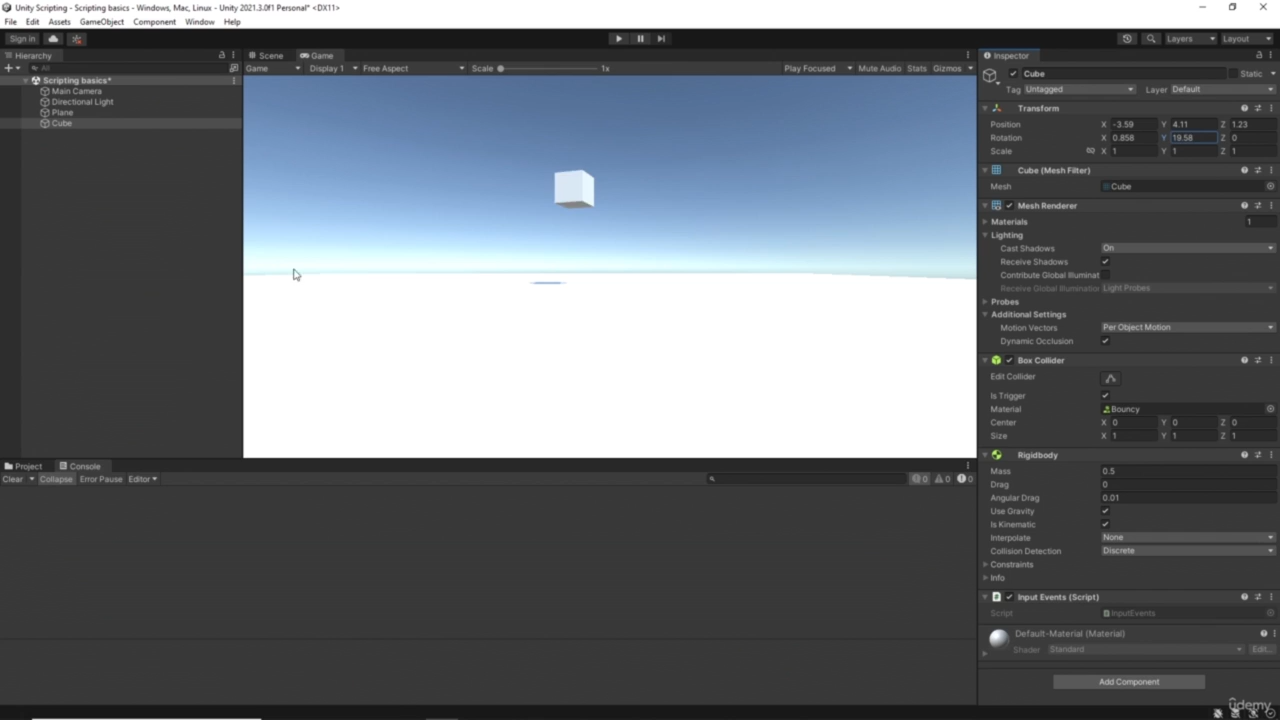 Unity Scripting - Scripting basics - Windows, Mac, Linux - Unity 2021.3.0f1 Personal* <DX11>
File Edit Assets GameObject Component Window Help
Sign in Layers Layout
Hierarchy Scene Game Inspector
All Game Display 1 Free Aspect Scale 1x Play Focused Mute Audio Stats Gizmos Cube Static
Scripting basics*
Main Camera Tag Untagged Layer Default
Directional Light
Plane Transform
Cube Position X -3.59 Y 4.11 Z 1.23
Rotation X 0.858 Y 19.58 Z 0
Scale X 1 Y 1 Z 1
Cube (Mesh Filter)
Mesh Cube
Mesh Renderer
Materials 1
Lighting
Cast Shadows On
Receive Shadows
Contribute Global Illuminat
Receive Global Illumination Light Probes
Probes
Additional Settings
Motion Vectors Per Object Motion
Dynamic Occlusion
Box Collider
Edit Collider
Is Trigger
Material Bouncy
Center X 0 Y 0 Z 0
Size X 1 Y 1 Z 1
Rigidbody
Project Console
Mass 0.5
Clear Collapse Error Pause Editor 0 0 0
Drag 0
Angular Drag 0.01
Use Gravity
Is Kinematic
Interpolate None
Collision Detection Discrete
Constraints
Info
Input Events (Script)
Script InputEvents
Default-Material (Material)
Shader Standard Edit...
Add Component
udemy